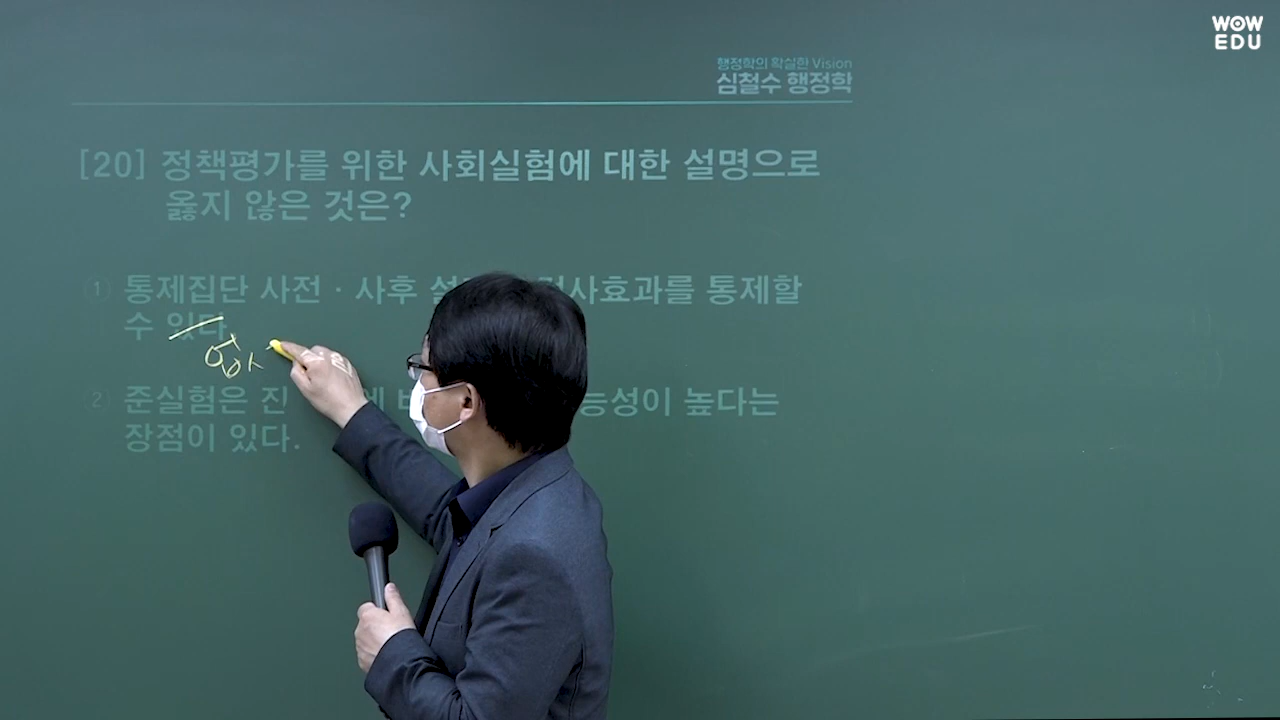 WOW
EDU
행정학의 확실한 Vision
심철수 행정학
[20] 정책평가를 위한 사회실험에 대한 설명으로
옳지 않은 것은?
① 통제집단 사전 · 사후 사효과를 통제할
수 있다.
② 준실험은 진 능성이 높다는
장점이 있다.